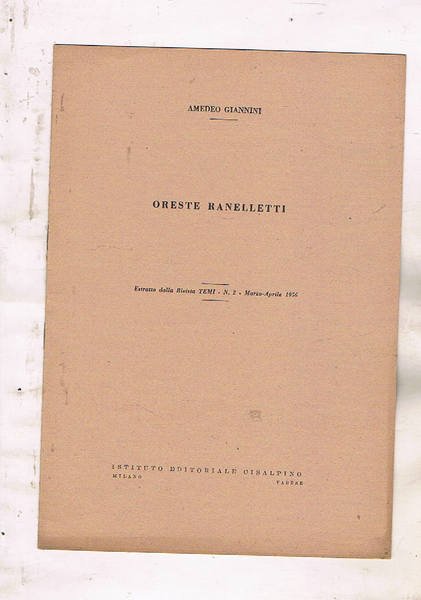 AMEDEO GIANNINI
ORESTE RANELLETTI
Estratto dalla Rivista TEMI - N. 2 - Marzo-Aprile 1956
ISTITUTO EDITORIALE CISALPINO
MILANO VARESE